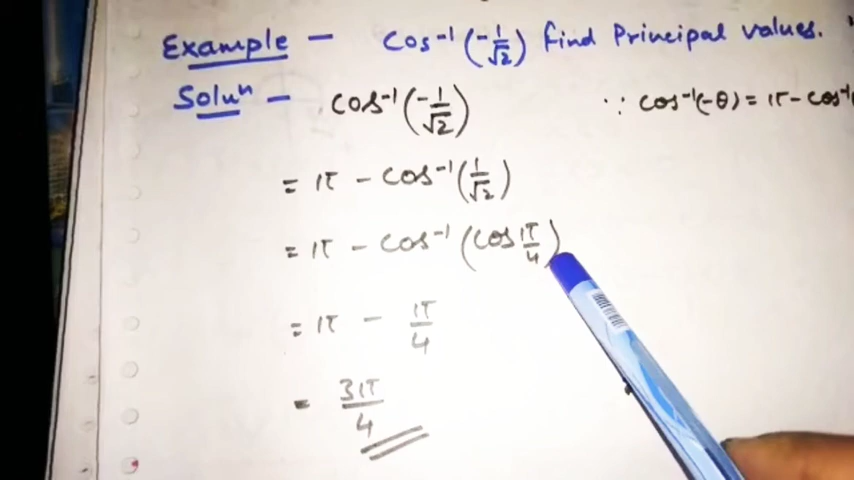 Example - cos⁻¹(-1/√2) find Principal values.
Soluⁿ - cos⁻¹(-1/√2) ∵ cos⁻¹(-θ) = π - cos⁻¹
= π - cos⁻¹(1/√2)
= π - cos⁻¹(cos π/4)
= π - π/4
= 3π/4